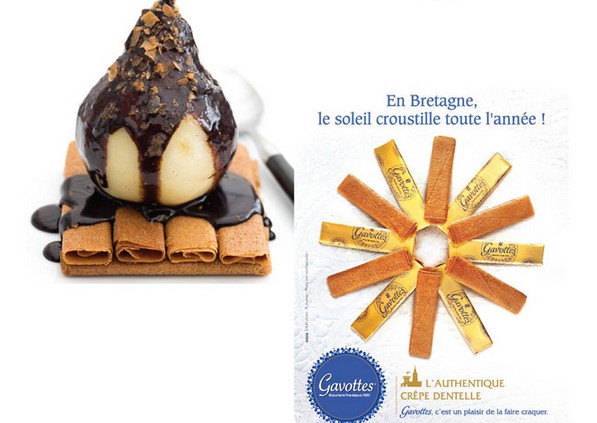 En Bretagne,
le soleil croustille toute l'année !
Gavottes
Gavottes
Gavottes
Gavottes
Gavottes
Gavottes
L'AUTHENTIQUE
CRÊPE DENTELLE
Gavottes, c'est un plaisir de la faire craquer.